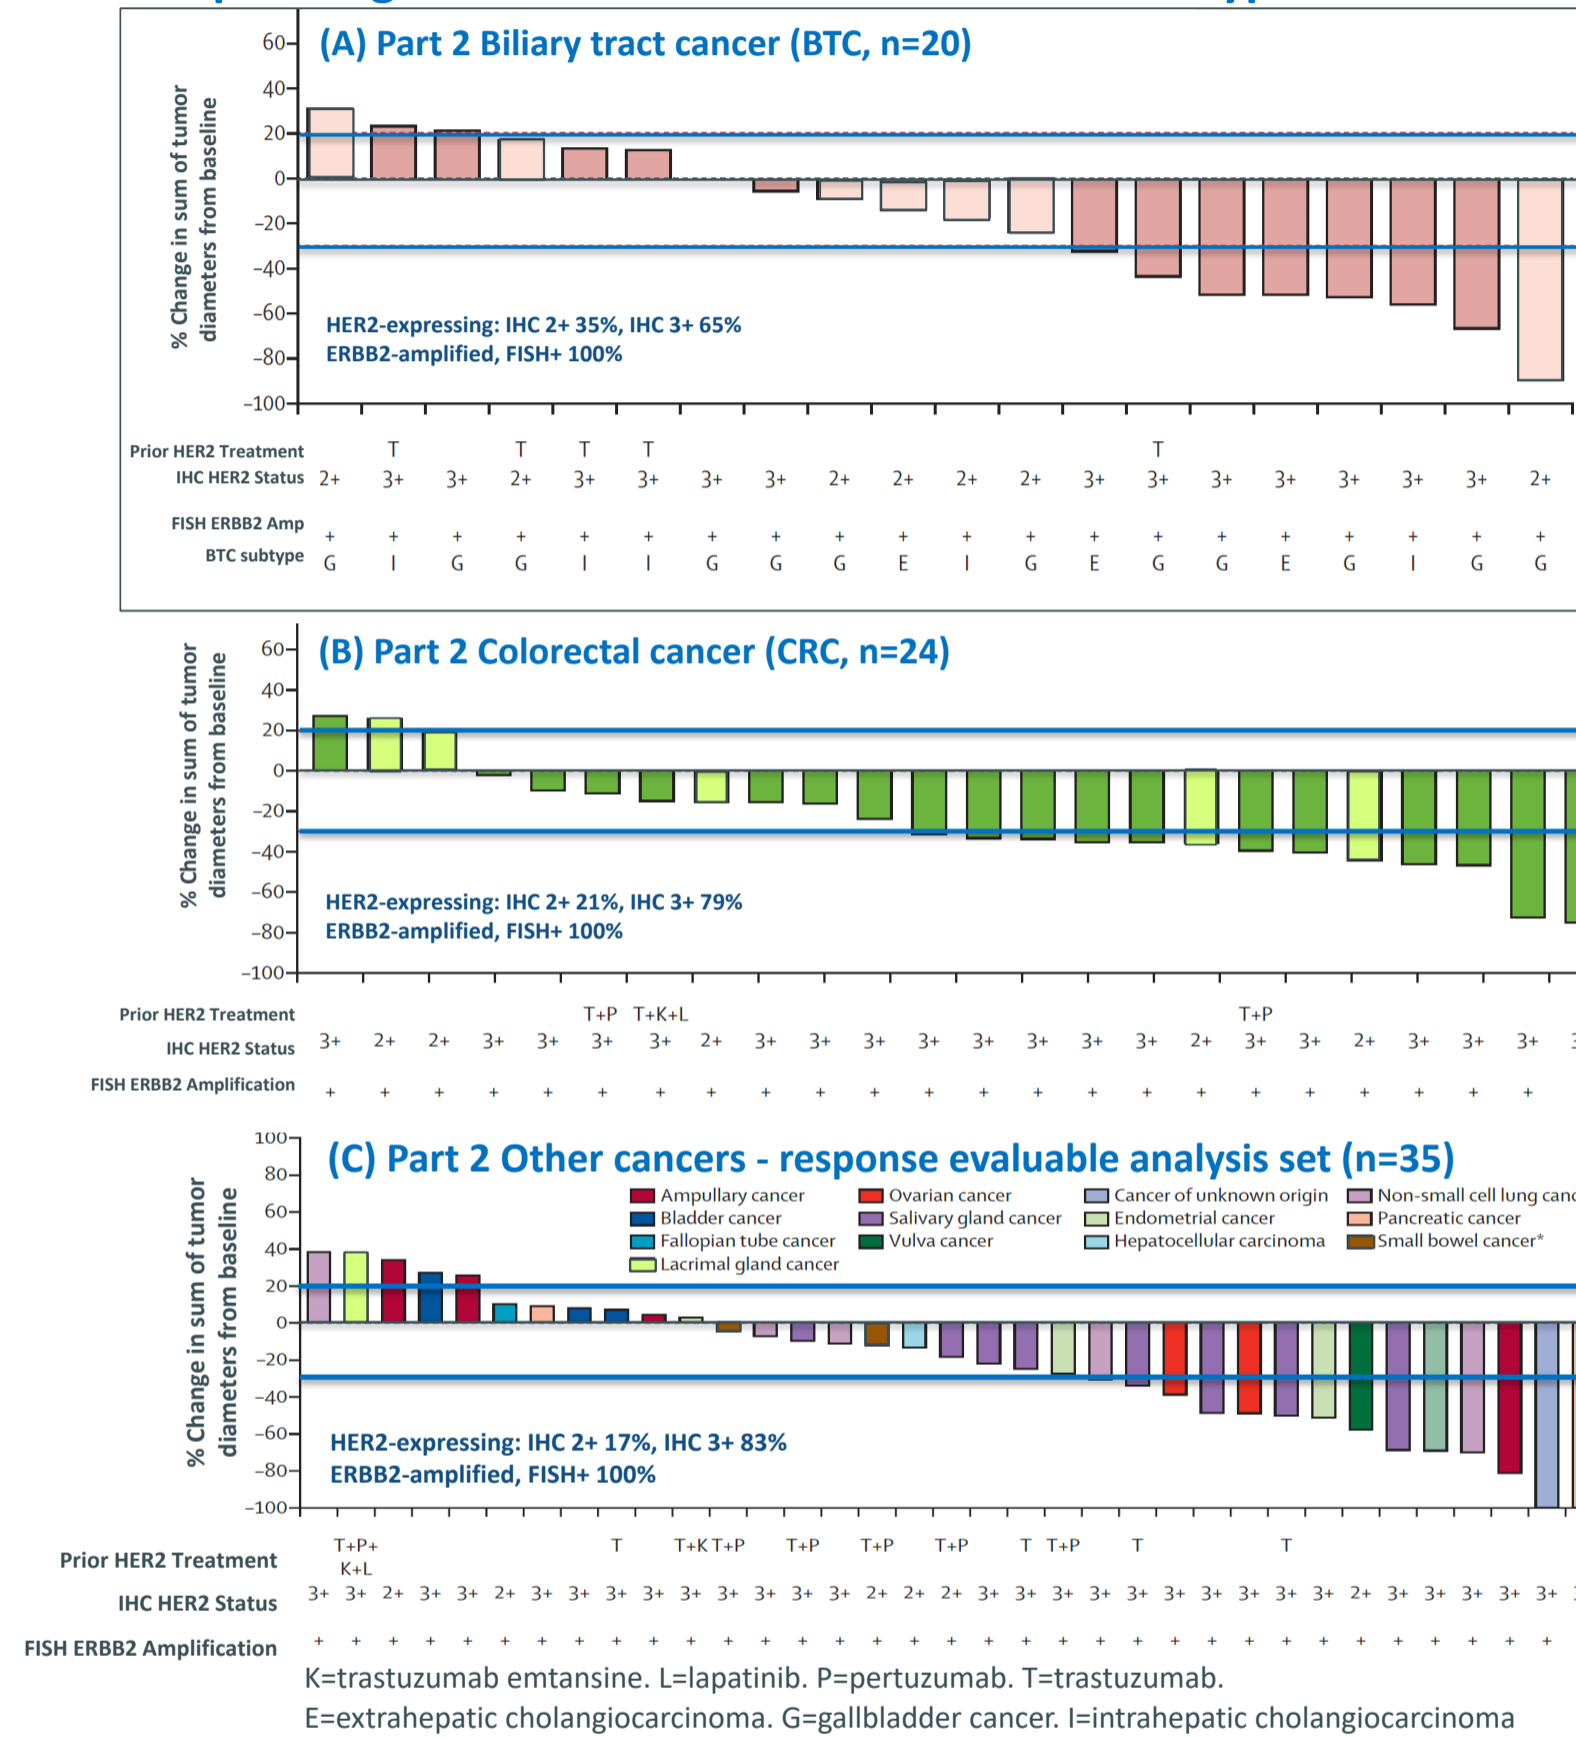 (A) Part 2 Biliary tract cancer (BTC, n=20)
% Change in sum of tumor
diameters from baseline
60
40
20
0
−20
−40
−60
−80
−100
HER2-expressing: IHC 2+ 35%, IHC 3+ 65%
ERBB2-amplified, FISH+ 100%
Prior HER2 Treatment T T T T T
IHC HER2 Status 2+ 3+ 3+ 2+ 3+ 3+ 3+ 3+ 2+ 2+ 2+ 2+ 3+ 3+ 3+ 3+ 3+ 3+ 3+ 2+
FISH ERBB2 Amp + + + + + + + + + + + + + + + + + + + +
BTC subtype G I G G I I G G G E I G E G G E G I G G
(B) Part 2 Colorectal cancer (CRC, n=24)
% Change in sum of tumor
diameters from baseline
60
40
20
0
−20
−40
−60
−80
−100
HER2-expressing: IHC 2+ 21%, IHC 3+ 79%
ERBB2-amplified, FISH+ 100%
Prior HER2 Treatment T+P T+K+L T+P
IHC HER2 Status 3+ 2+ 2+ 3+ 3+ 3+ 3+ 2+ 3+ 3+ 3+ 3+ 3+ 3+ 3+ 3+ 2+ 3+ 3+ 2+ 3+ 3+ 3+
FISH ERBB2 Amplification + + + + + + + + + + + + + + + + + + + + + + +
(C) Part 2 Other cancers - response evaluable analysis set (n=35)
% Change in sum of tumor
diameters from baseline
100
80
60
40
20
0
−20
−40
−60
−80
−100
Ampullary cancer Ovarian cancer Cancer of unknown origin Non-small cell lung
Bladder cancer Salivary gland cancer Endometrial cancer Pancreatic cancer
Fallopian tube cancer Vulva cancer Hepatocellular carcinoma Small bowel cancer*
Lacrimal gland cancer
HER2-expressing: IHC 2+ 17%, IHC 3+ 83%
ERBB2-amplified, FISH+ 100%
Prior HER2 Treatment T+P+ T T+K T+P T+P T+P T+P T T+P T T
K+L
IHC HER2 Status 3+ 3+ 2+ 3+ 3+ 2+ 3+ 3+ 3+ 3+ 3+ 3+ 3+ 3+ 3+ 2+ 2+ 2+ 3+ 3+ 3+ 3+ 3+ 3+ 3+ 3+ 3+ 3+ 2+ 3+ 3+ 3+ 3+ 3+
FISH ERBB2 Amplification + + + + + + + + + + + + + + + + + + + + + + + + + + + + + + + + + +
K=trastuzumab emtansine. L=lapatinib. P=pertuzumab. T=trastuzumab.
E=extrahepatic cholangiocarcinoma. G=gallbladder cancer. I=intrahepatic cholangiocarcinoma